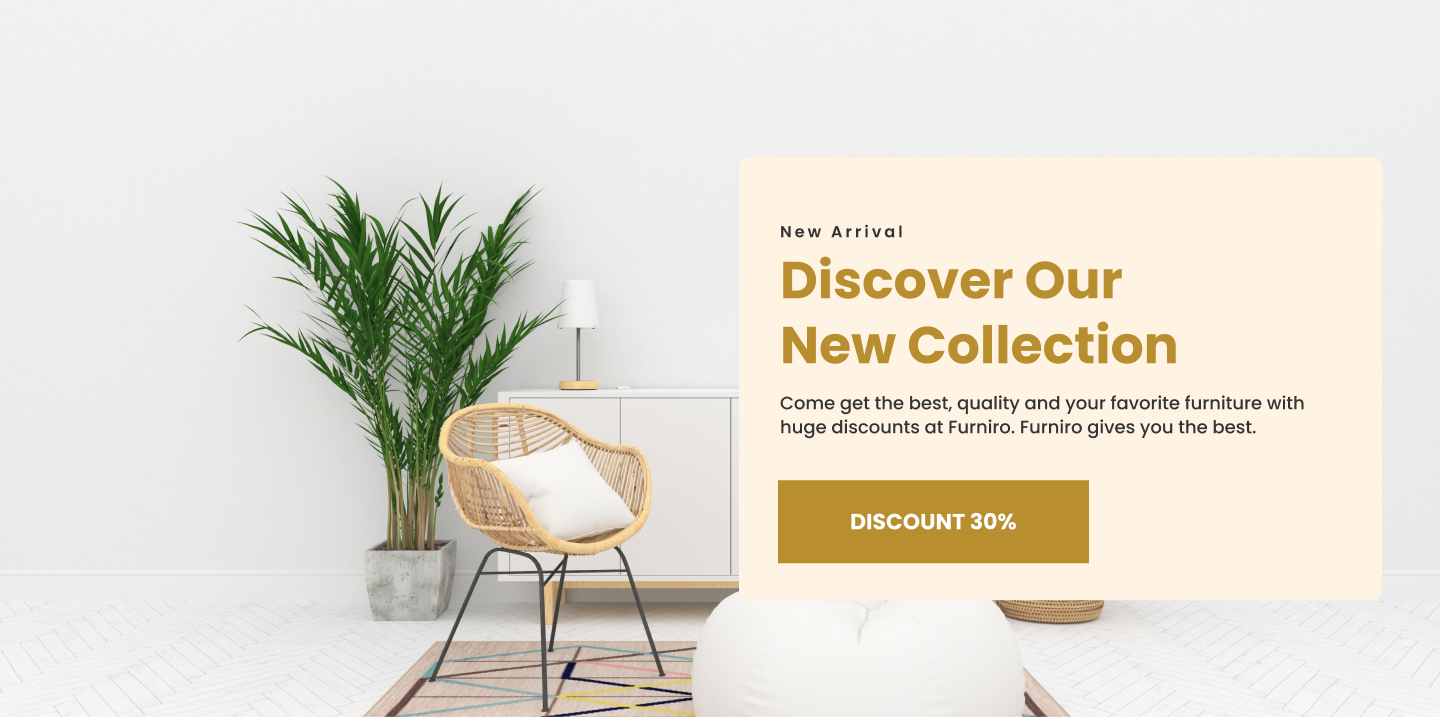 New Arrival
Discover Our
New Collection
Come get the best, quality and your favorite furniture with
huge discounts at Furniro. Furniro gives you the best.
DISCOUNT 30%